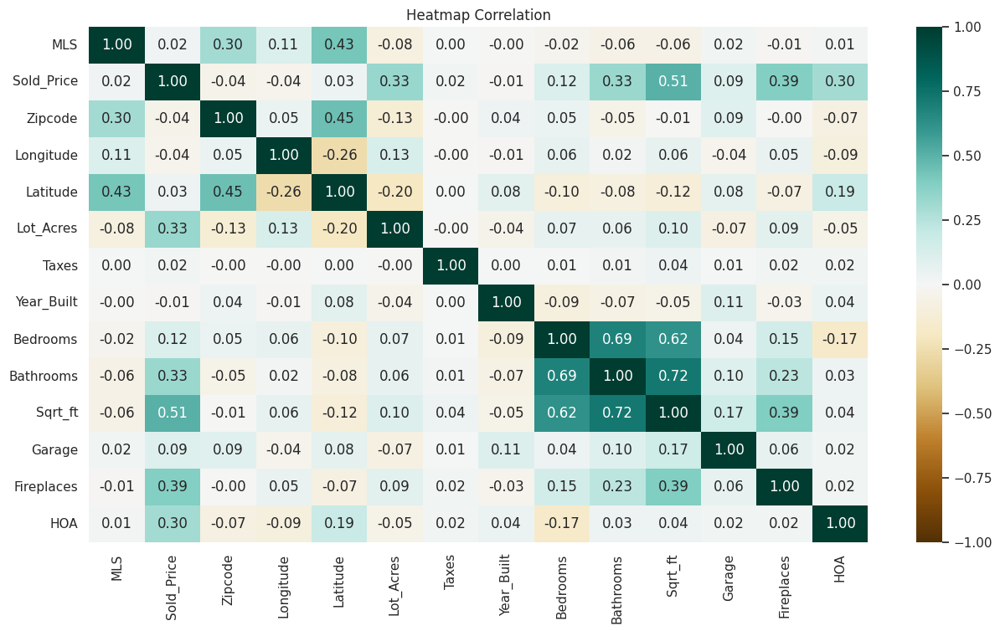 Heatmap Correlation
MLS 1.00 0.02 0.30 0.11 0.43 -0.08 0.00 -0.00 -0.02 -0.06 -0.06 0.02 -0.01 0.01
Sold_Price 0.02 1.00 -0.04 -0.04 0.03 0.33 0.02 -0.01 0.12 0.33 0.51 0.09 0.39 0.30
Zipcode 0.30 -0.04 1.00 0.05 0.45 -0.13 -0.00 0.04 0.05 -0.05 -0.01 0.09 -0.00 -0.07
Longitude 0.11 -0.04 0.05 1.00 -0.26 0.13 -0.00 -0.01 0.06 0.02 0.06 -0.04 0.05 -0.09
Latitude 0.43 0.03 0.45 -0.26 1.00 -0.20 0.00 0.08 -0.10 -0.08 -0.12 0.08 -0.07 0.19
Lot_Acres -0.08 0.33 -0.13 0.13 -0.20 1.00 -0.00 -0.04 0.07 0.06 0.10 -0.07 0.09 -0.05
Taxes 0.00 0.02 -0.00 -0.00 0.00 -0.00 1.00 0.00 0.01 0.01 0.04 0.01 0.02 0.02
Year_Built -0.00 -0.01 0.04 -0.01 0.08 -0.04 0.00 1.00 -0.09 -0.07 -0.05 0.11 -0.03 0.04
Bedrooms -0.02 0.12 0.05 0.06 -0.10 0.07 0.01 -0.09 1.00 0.69 0.62 0.04 0.15 -0.17
Bathrooms -0.06 0.33 -0.05 0.02 -0.08 0.06 0.01 -0.07 0.69 1.00 0.72 0.10 0.23 0.03
Sqrt_ft -0.06 0.51 -0.01 0.06 -0.12 0.10 0.04 -0.05 0.62 0.72 1.00 0.17 0.39 0.04
Garage 0.02 0.09 0.09 -0.04 0.08 -0.07 0.01 0.11 0.04 0.10 0.17 1.00 0.06 0.02
Fireplaces -0.01 0.39 -0.00 0.05 -0.07 0.09 0.02 -0.03 0.15 0.23 0.39 0.06 1.00 0.02
HOA 0.01 0.30 -0.07 -0.09 0.19 -0.05 0.02 0.04 -0.17 0.03 0.04 0.02 0.02 1.00
MLS
Sold_Price
Zipcode
Longitude
Latitude
Lot_Acres
Taxes
Year_Built
Bedrooms
Bathrooms
Sqrt_ft
Garage
Fireplaces
HOA
1.00
0.75
0.50
0.25
0.00
−0.25
−0.50
−0.75
−1.00